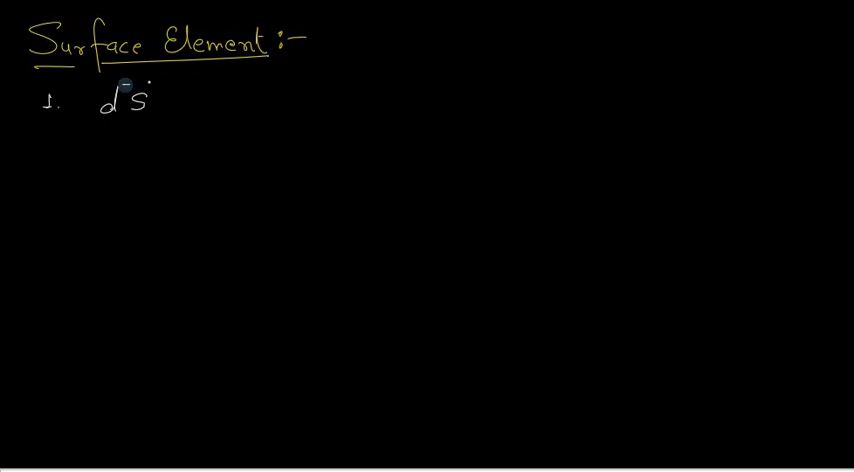 Surface Element :-
1. dS